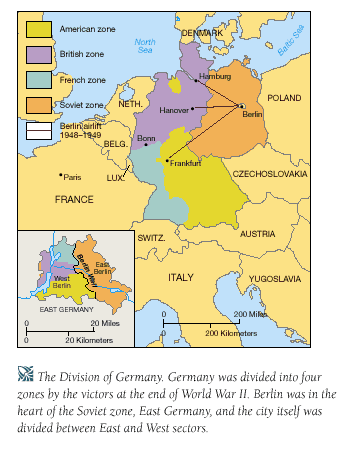 American zone
British zone
French zone
Soviet zone
Berlin airlift
1948–1949
North
Sea
Baltic Sea
DENMARK
Hamburg
POLAND
NETH.
Hanover
Berlin
Bonn
BELG.
Frankfurt
Paris
LUX.
CZECHOSLOVAKIA
FRANCE
AUSTRIA
SWITZ.
ITALY
YUGOSLAVIA
West
Berlin
Berlin Wall
East
Berlin
EAST GERMANY
0 20 Miles
0 20 Kilometers
0 200 Miles
0 200 Kilometers
The Division of Germany. Germany was divided into four
zones by the victors at the end of World War II. Berlin was in the
heart of the Soviet zone, East Germany, and the city itself was
divided between East and West sectors.